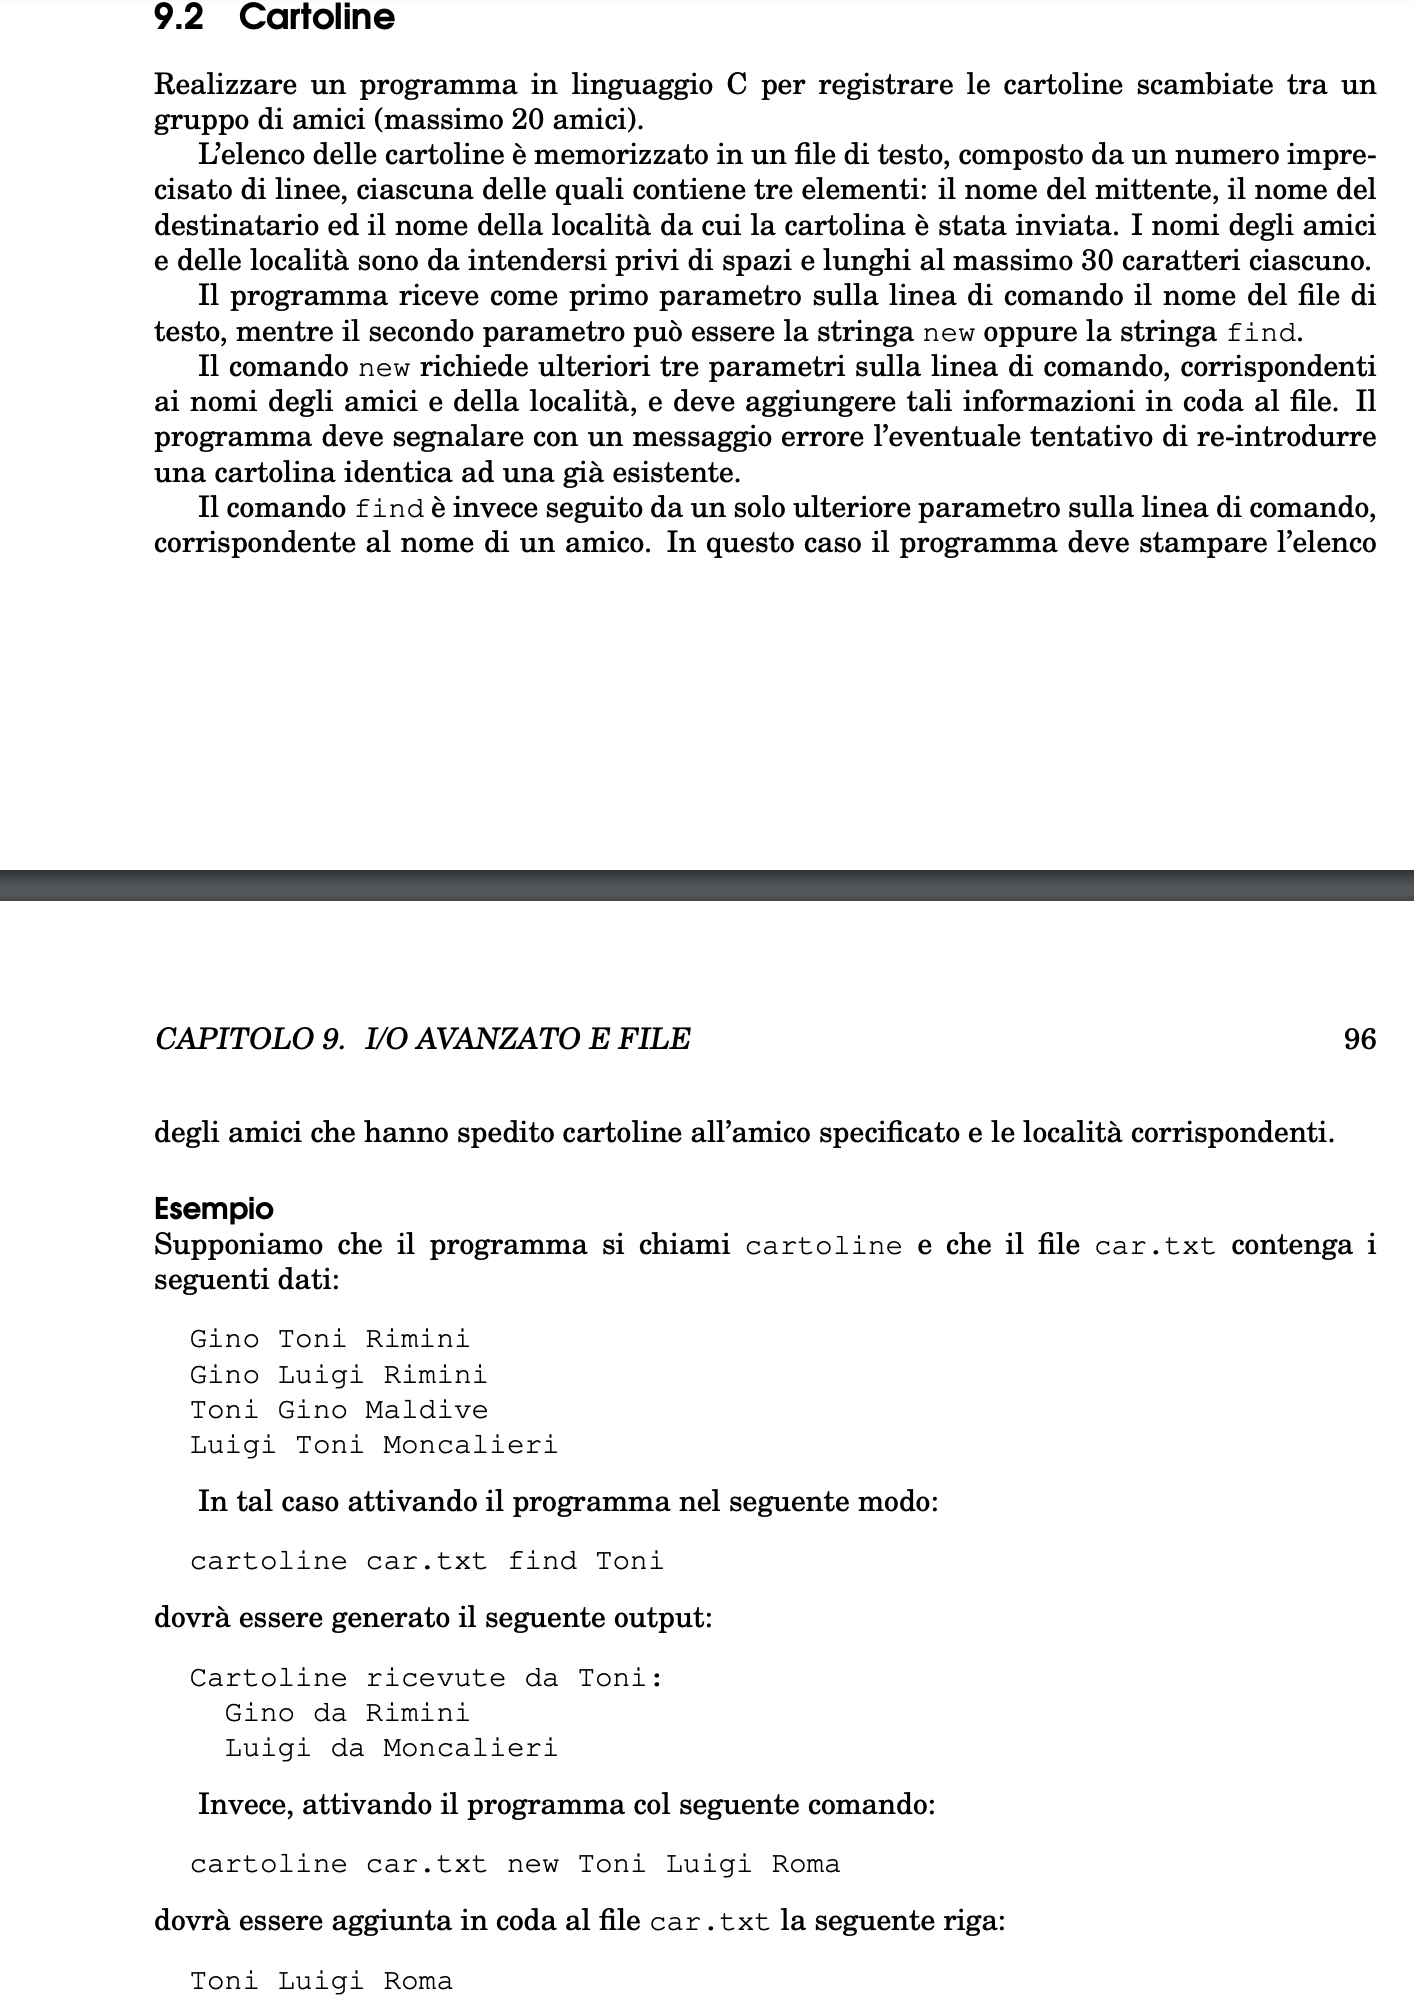 9.2 Cartoline
Realizzare un programma in linguaggio C per registrare le cartoline scambiate tra un
gruppo di amici (massimo 20 amici).
L’elenco delle cartoline è memorizzato in un file di testo, composto da un numero impre-
cisato di linee, ciascuna delle quali contiene tre elementi: il nome del mittente, il nome del
destinatario ed il nome della località da cui la cartolina è stata inviata. I nomi degli amici
e delle località sono da intendersi privi di spazi e lunghi al massimo 30 caratteri ciascuno.
Il programma riceve come primo parametro sulla linea di comando il nome del file di
testo, mentre il secondo parametro può essere la stringa new oppure la stringa find.
Il comando new richiede ulteriori tre parametri sulla linea di comando, corrispondenti
ai nomi degli amici e della località, e deve aggiungere tali informazioni in coda al file. Il
programma deve segnalare con un messaggio errore l’eventuale tentativo di re-introdurre
una cartolina identica ad una già esistente.
Il comando find è invece seguito da un solo ulteriore parametro sulla linea di comando,
corrispondente al nome di un amico. In questo caso il programma deve stampare l’elenco
CAPITOLO 9. I/O AVANZATO E FILE 96
degli amici che hanno spedito cartoline all’amico specificato e le località corrispondenti.
Esempio
Supponiamo che il programma si chiami cartoline e che il file car.txt contenga i
seguenti dati:
Gino Toni Rimini
Gino Luigi Rimini
Toni Gino Maldive
Luigi Toni Moncalieri
In tal caso attivando il programma nel seguente modo:
cartoline car.txt find Toni
dovrà essere generato il seguente output:
Cartoline ricevute da Toni:
Gino da Rimini
Luigi da Moncalieri
Invece, attivando il programma col seguente comando:
cartoline car.txt new Toni Luigi Roma
dovrà essere aggiunta in coda al file car.txt la seguente riga:
Toni Luigi Roma